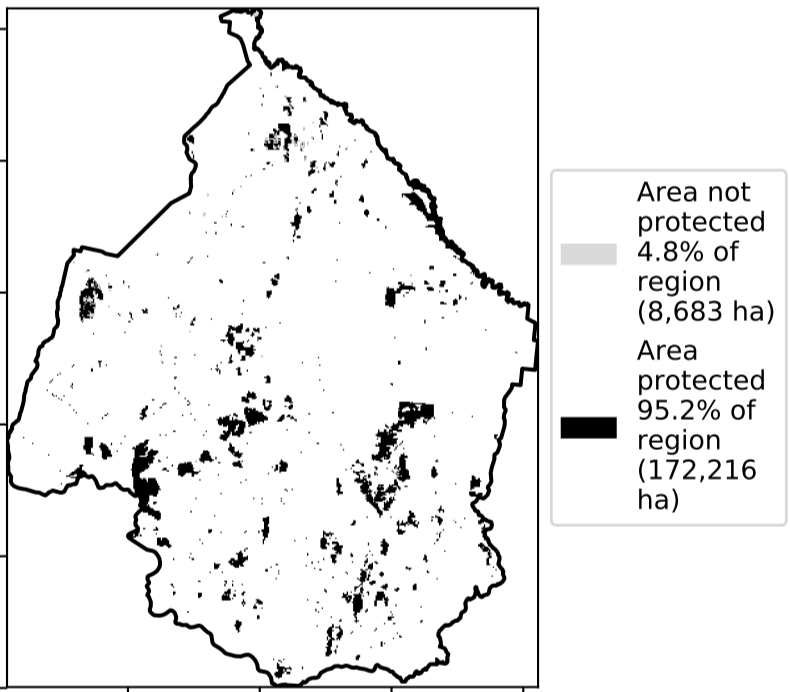 Area not
protected
4.8% of
region
(8,683 ha)
Area
protected
95.2% of
region
(172,216
ha)